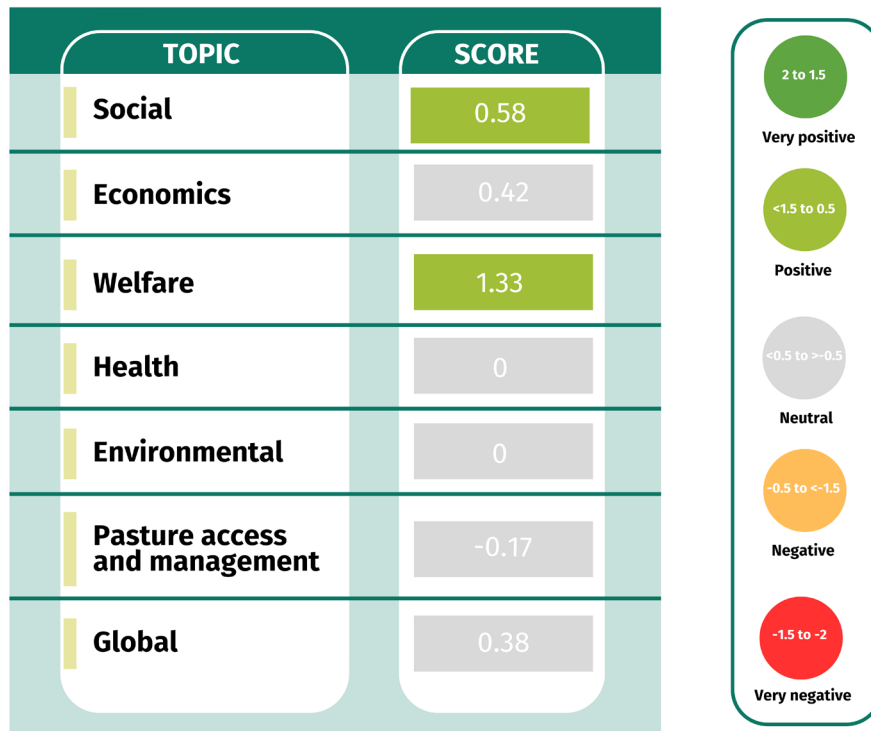 TOPIC SCORE
Social 0.58
Economics 0.42
Welfare 1.33
Health 0
Environmental 0
Pasture access
and management -0.17
Global 0.38
2 to 1.5
Very positive
<1.5 to 0.5
Positive
<0.5 to >-0.5
Neutral
-0.5 to <-1.5
Negative
-1.5 to -2
Very negative